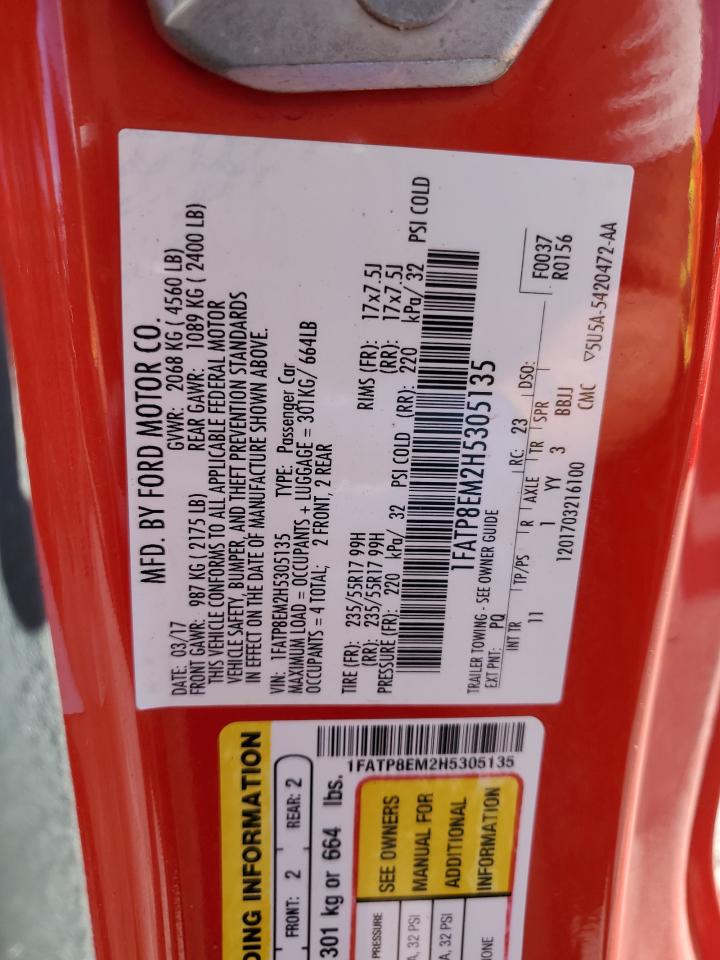 MFD. BY FORD MOTOR CO.
DATE: 03/17 GVWR: 2068 KG ( 4560 LB)
FRONT GAWR: 987 KG ( 2175 LB) REAR GAWR: 1089 KG ( 2400 LB)
THIS VEHICLE CONFORMS TO ALL APPLICABLE FEDERAL MOTOR
VEHICLE SAFETY, BUMPER, AND THEFT PREVENTION STANDARDS
IN EFFECT ON THE DATE OF MANUFACTURE SHOWN ABOVE.
VIN: 1FATP8EM2H5305135 TYPE: Passenger Car
MAXIMUM LOAD = OCCUPANTS + LUGGAGE = 301KG/ 664LB
OCCUPANTS = 4 TOTAL; 2 FRONT, 2 REAR
TIRE (FR): 235/55R17 99H RIMS (FR): 17x7.5J
(RR): 235/55R17 99H (RR): 17x7.5J
PRESSURE (FR): 220 kPa/ 32 PSI COLD (RR): 220 kPa/ 32 PSI COLD
1FATP8EM2H5305135
TRAILER TOWING - SEE OWNER GUIDE F0037
EXT PNT: PQ RC: 23 DSO: R0156
INT TR TP/PS R AXLE TR SPR
11 1 YY 3 BBJJ
1201703216100 CMC ▽5U5A-5420472-AA
DING INFORMATION
FRONT: 2 REAR: 2
301 kg or 664 lbs.
1FATP8EM2H5305135
PRESSURE
A, 32 PSI
A, 32 PSI
ONE
SEE OWNERS
MANUAL FOR
ADDITIONAL
INFORMATION